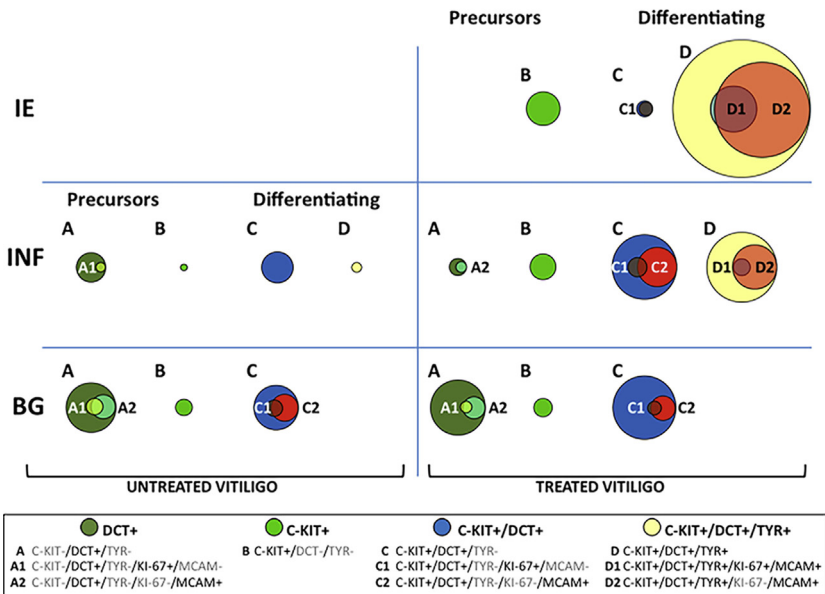 Precursors Differentiating
D
B C
IE C1 D1 D2
Precursors Differentiating
A B C D A B C D
INF A1 A2 C1 C2 D1 D2
A B C A B C
BG A1 A2 C1 C2 A1 A2 C1 C2
UNTREATED VITILIGO TREATED VITILIGO
DCT+ C-KIT+ C-KIT+/DCT+ C-KIT+/DCT+/TYR+
A C-KIT-/DCT+/TYR- B C-KIT+/DCT-/TYR- C C-KIT+/DCT+/TYR- D C-KIT+/DCT+/TYR+
A1 C-KIT-/DCT+/TYR-/KI-67+/MCAM- C1 C-KIT+/DCT+/TYR-/KI-67+/MCAM- D1 C-KIT+/DCT+/TYR+/KI-67+/MCAM+
A2 C-KIT-/DCT+/TYR-/KI-67-/MCAM+ C2 C-KIT+/DCT+/TYR-/KI-67-/MCAM+ D2 C-KIT+/DCT+/TYR+/KI-67-/MCAM+